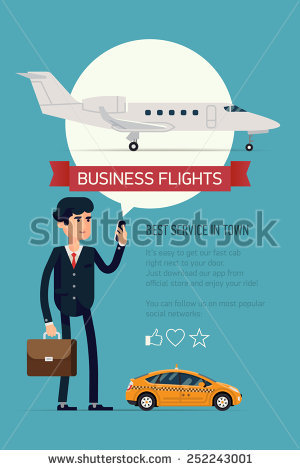 BUSINESS FLIGHTS
BEST SERVICE IN TOWN
It's easy to get our fast cab
right next to your door.
Just download our app from
official store and enjoy your ride!
You can follow us on most popular
social networks:
shutterstock
www.shutterstock.com · 252243001